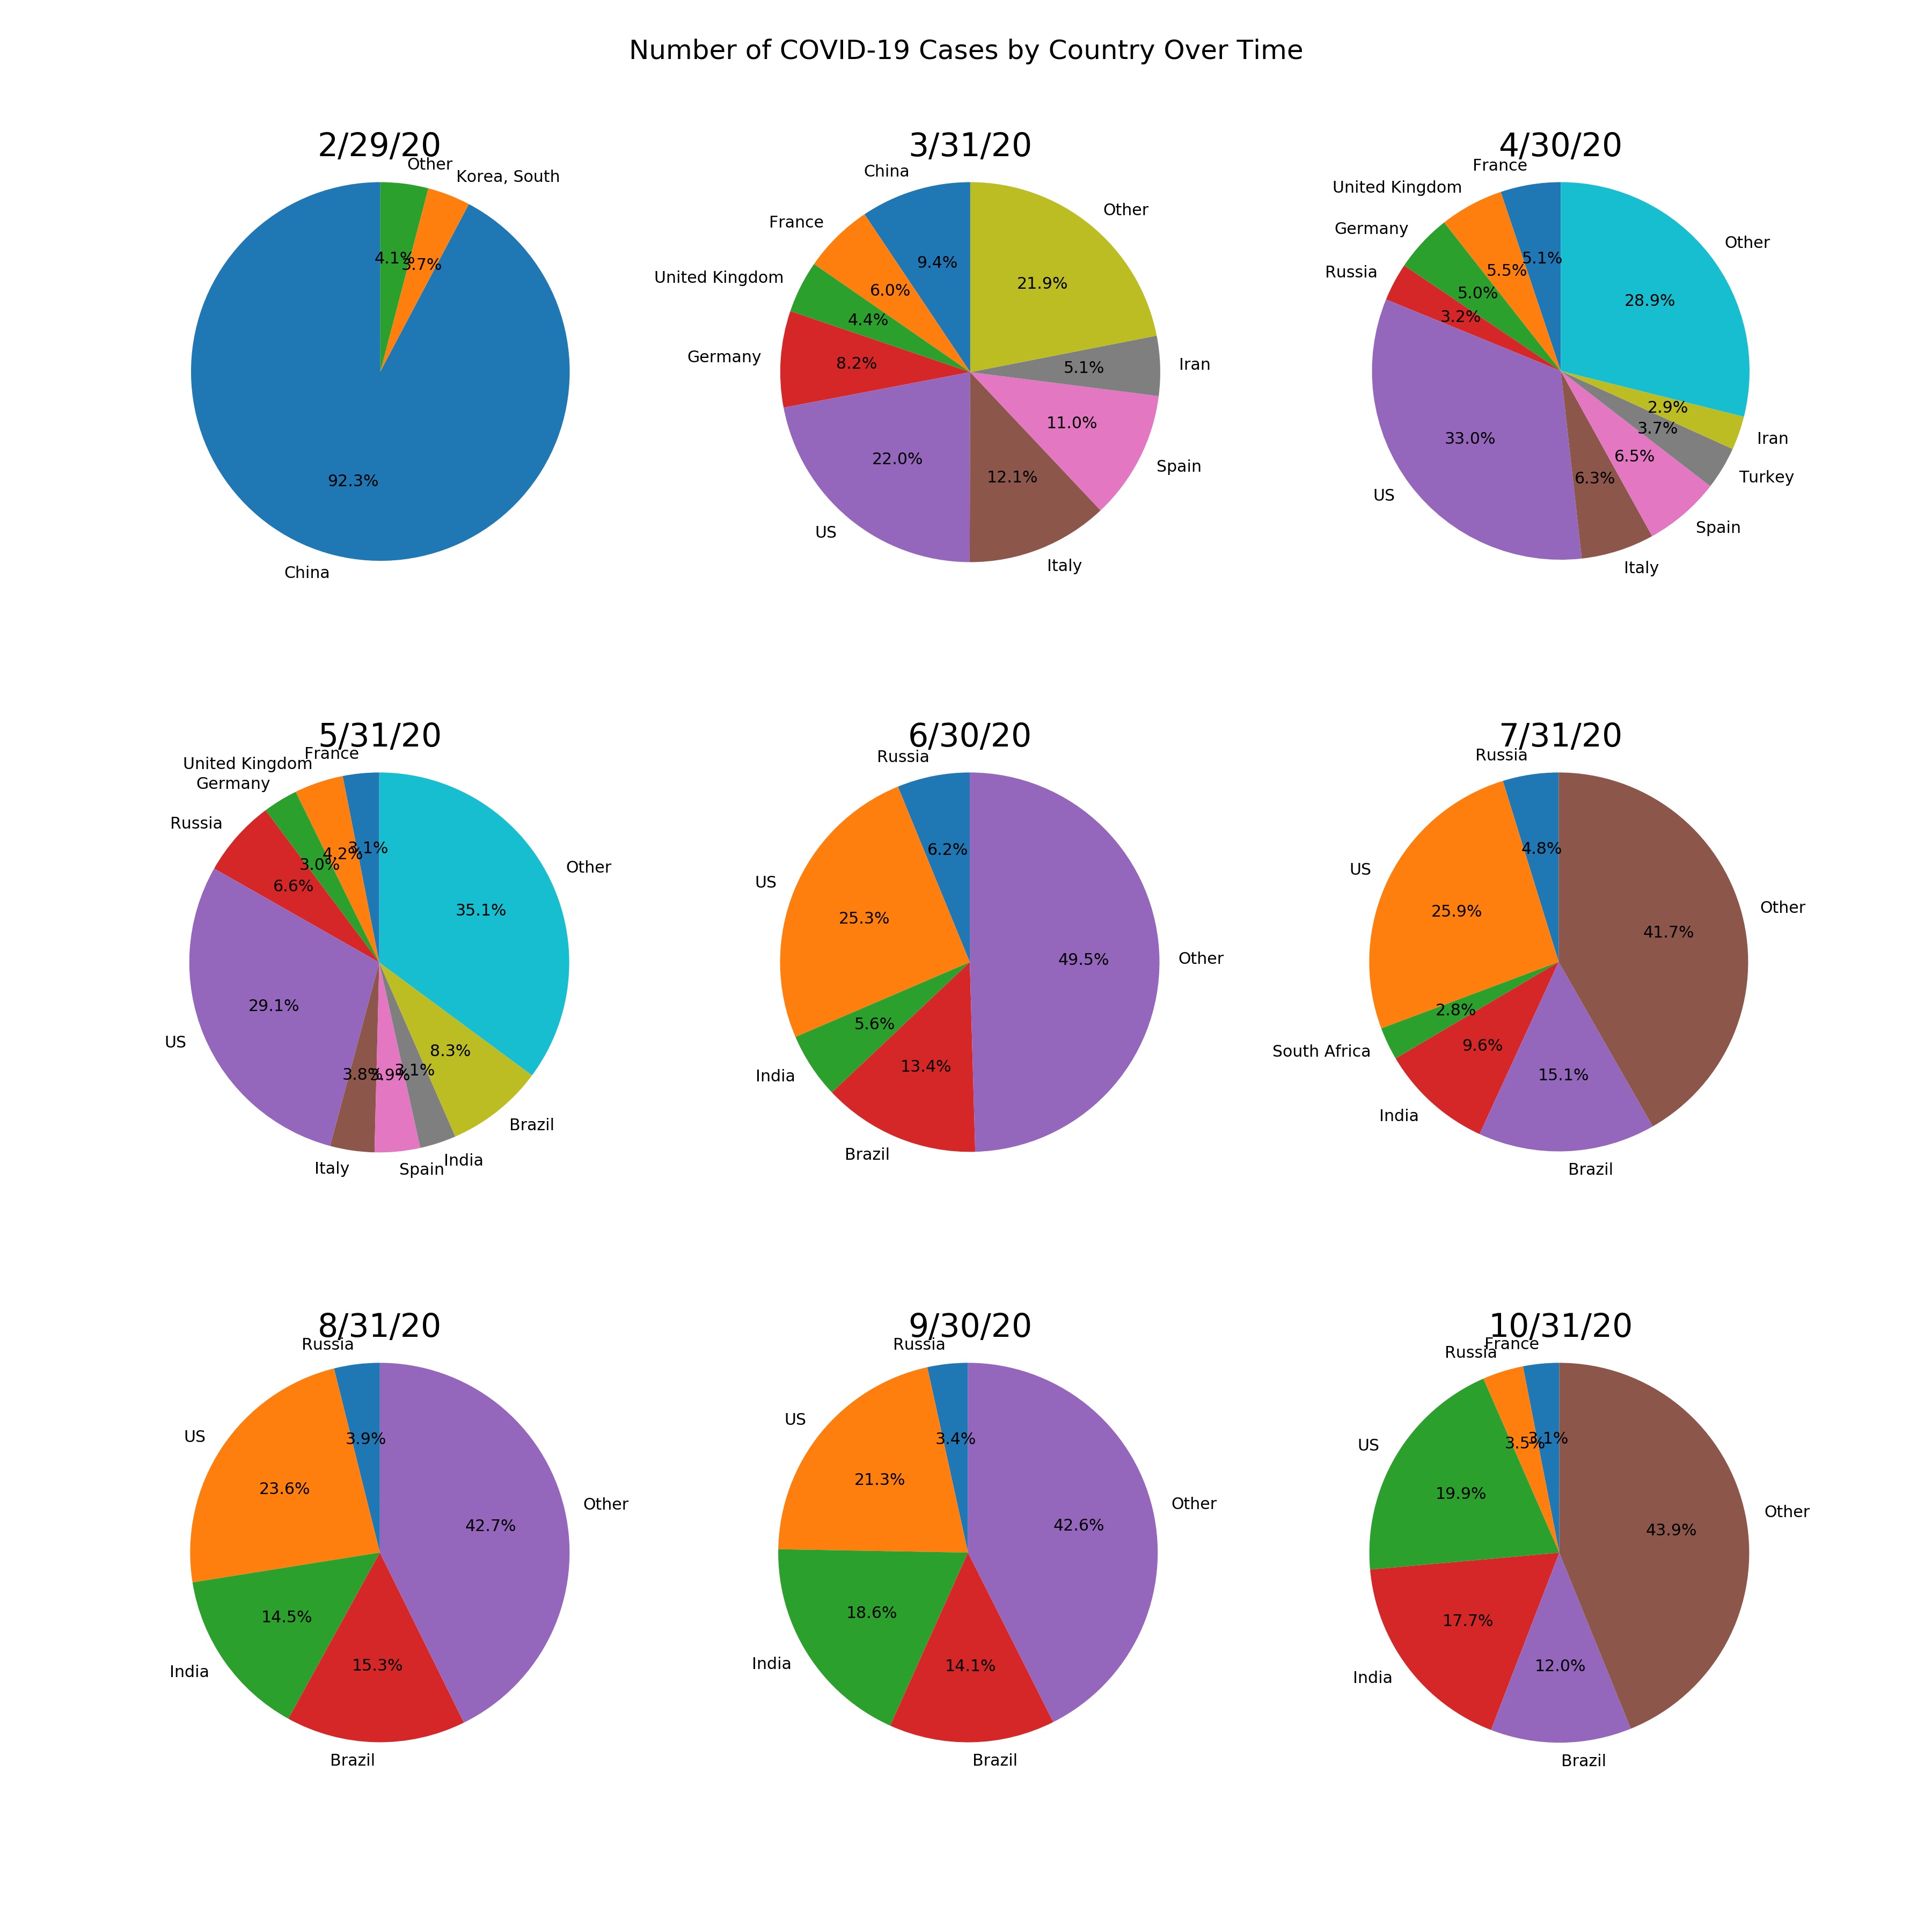 Number of COVID-19 Cases by Country Over Time
2/29/20
Other
Korea, South
4.1%
3.7%
92.3%
China
3/31/20
China
Other
France
9.4%
21.9%
United Kingdom
6.0%
4.4%
Germany
8.2%
5.1%
Iran
11.0%
22.0%
12.1%
Spain
US
Italy
4/30/20
France
United Kingdom
Germany
Other
Russia
5.1%
5.5%
5.0%
28.9%
3.2%
2.9%
3.7%
33.0%
6.5%
Iran
6.3%
Turkey
US
Spain
Italy
5/31/20
France
United Kingdom
Germany
Russia
3.1%
4.2%
3.0%
Other
6.6%
35.1%
29.1%
8.3%
US
3.8%
3.9%
3.1%
Brazil
Italy
Spain
India
6/30/20
Russia
6.2%
US
25.3%
49.5%
Other
5.6%
13.4%
India
Brazil
7/31/20
Russia
4.8%
US
25.9%
41.7%
Other
2.8%
South Africa
9.6%
15.1%
India
Brazil
8/31/20
Russia
US
3.9%
23.6%
Other
42.7%
14.5%
15.3%
India
Brazil
9/30/20
Russia
US
3.4%
21.3%
Other
42.6%
18.6%
14.1%
India
Brazil
10/31/20
France
Russia
US
3.5%
3.1%
19.9%
Other
43.9%
17.7%
12.0%
India
Brazil